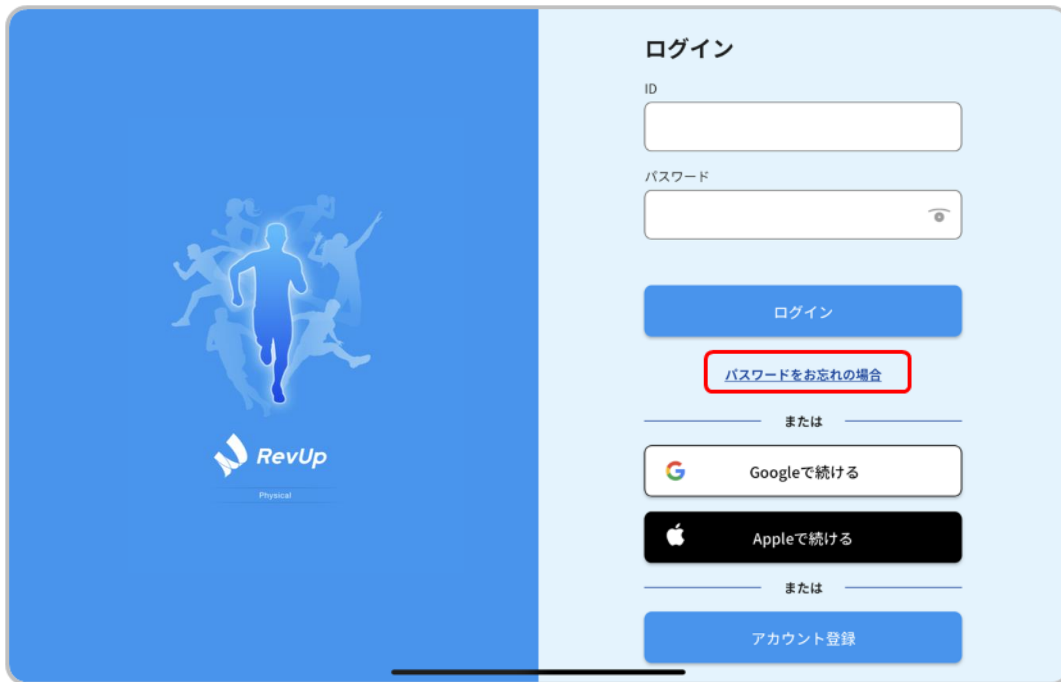 RevUp
Physical
ログイン
ID
パスワード
ログイン
パスワードをお忘れの場合
または
Googleで続ける
Appleで続ける
または
アカウント登録